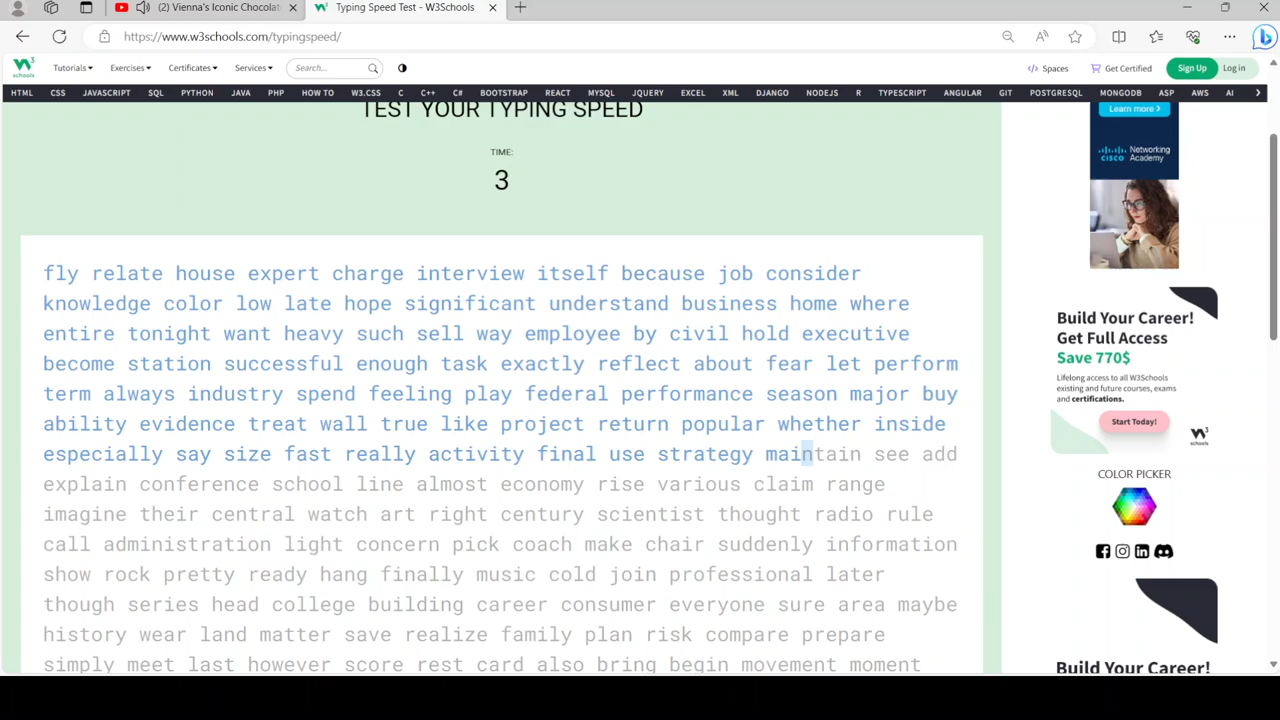 (2) Vienna's Iconic Chocolat
Typing Speed Test - W3Schools
https://www.w3schools.com/typingspeed/
W3 schools
Tutorials
Exercises
Certificates
Services
Search...
Spaces
Get Certified
Sign Up
Log in
HTML CSS JAVASCRIPT SQL PYTHON JAVA PHP HOW TO W3.CSS C C++ C# BOOTSTRAP REACT MYSQL JQUERY EXCEL XML DJANGO NODEJS R TYPESCRIPT ANGULAR GIT POSTGRESQL MONGODB ASP AWS AI
TEST YOUR TYPING SPEED
TIME:
3
fly relate house expert charge interview itself because job consider
knowledge color low late hope significant understand business home where
entire tonight want heavy such sell way employee by civil hold executive
become station successful enough task exactly reflect about fear let perform
term always industry spend feeling play federal performance season major buy
ability evidence treat wall true like project return popular whether inside
especially say size fast really activity final use strategy maintain see add
explain conference school line almost economy rise various claim range
imagine their central watch art right century scientist thought radio rule
call administration light concern pick coach make chair suddenly information
show rock pretty ready hang finally music cold join professional later
though series head college building career consumer everyone sure area maybe
history wear land matter save realize family plan risk compare prepare
simply meet last however score rest card also bring begin movement moment
Learn more >
CISCO
Networking
Academy
Build Your Career!
Get Full Access
Save 770$
Lifelong access to all W3Schools
existing and future courses, exams
and certifications.
Start Today!
W3 schools
COLOR PICKER
Build Your Career!